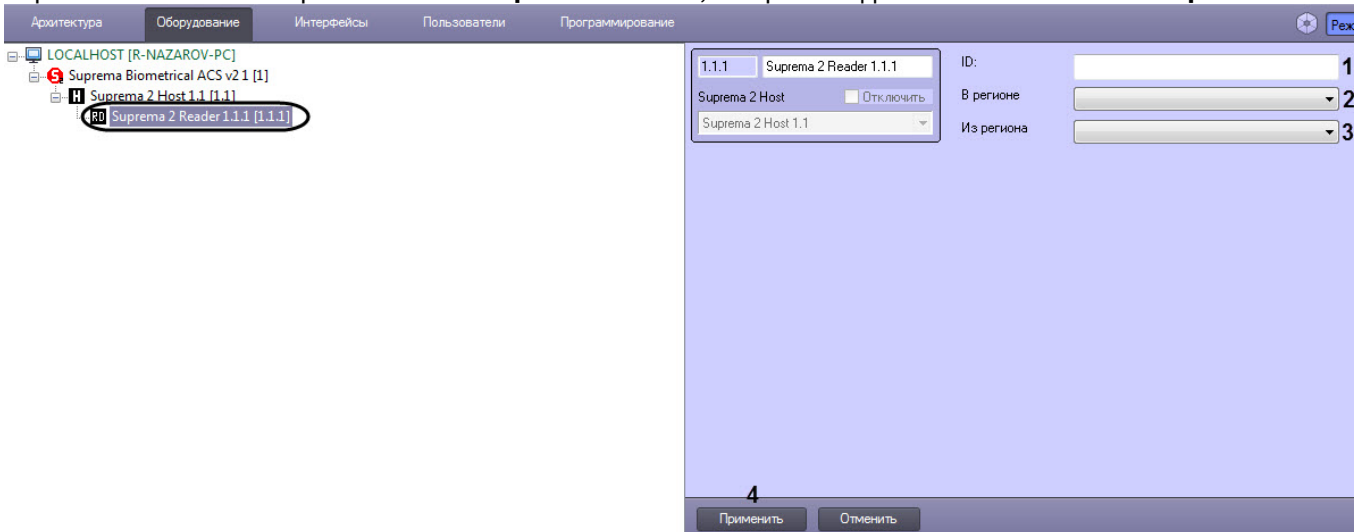 Архитектура Оборудование Интерфейсы Пользователи Программирование Реж
LOCALHOST [R-NAZAROV-PC]
Suprema Biometrical ACS v2 1 [1]
Suprema 2 Host 1.1 [1.1]
Suprema 2 Reader 1.1.1 [1.1.1]
1.1.1 Suprema 2 Reader 1.1.1
Suprema 2 Host Отключить
Suprema 2 Host 1.1
ID: 1
В регионе 2
Из региона 3
4
Применить Отменить